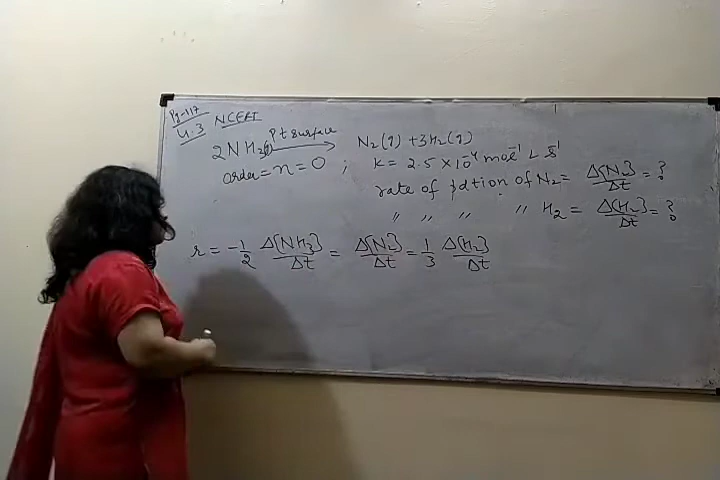 Pg-117
4.3 NCERT
Pt surface
2NH3(g) ⟶ N2(g) + 3H2(g)
order = n = 0 ; K = 2.5 × 10⁻⁴ mol⁻¹ L s⁻¹
rate of pdtion of N2 = Δ[N2]/Δt = ?
" " " " H2 = Δ[H2]/Δt = ?
r = -1/2 Δ[NH3]/Δt = Δ[N2]/Δt = 1/3 Δ[H2]/Δt